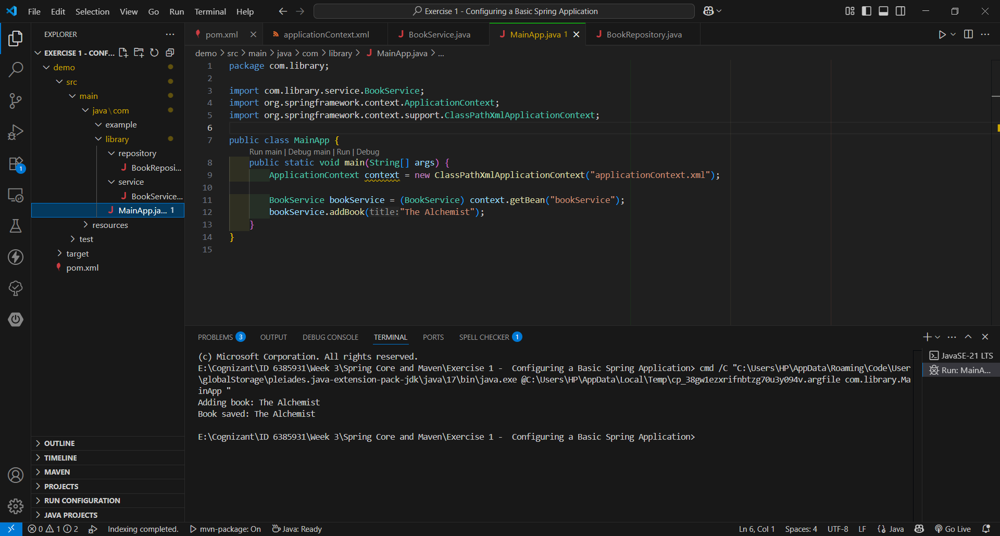 File Edit Selection View Go Run Terminal Help
Exercise 1 - Configuring a Basic Spring Application
EXPLORER
EXERCISE 1 - CONF...
demo
src
main
java\com
example
library
repository
BookReposi...
service
BookService...
MainApp.ja... 1
resources
test
target
pom.xml
OUTLINE
TIMELINE
MAVEN
PROJECTS
RUN CONFIGURATION
JAVA PROJECTS
1
pom.xml applicationContext.xml BookService.java MainApp.java 1 BookRepository.java
demo > src > main > java > com > library > MainApp.java > ...
1 package com.library;
2
3 import com.library.service.BookService;
4 import org.springframework.context.ApplicationContext;
5 import org.springframework.context.support.ClassPathXmlApplicationContext;
6
7 public class MainApp {
Run main | Debug main | Run | Debug
8 public static void main(String[] args) {
9 ApplicationContext context = new ClassPathXmlApplicationContext("applicationContext.xml");
10
11 BookService bookService = (BookService) context.getBean("bookService");
12 bookService.addBook(title:"The Alchemist");
13 }
14 }
15
PROBLEMS 3 OUTPUT DEBUG CONSOLE TERMINAL PORTS SPELL CHECKER 1
(c) Microsoft Corporation. All rights reserved.
E:\Cognizant\ID 6385931\Week 3\Spring Core and Maven\Exercise 1 -  Configuring a Basic Spring Application> cmd /C "C:\Users\HP\AppData\Roaming\Code\User
\globalStorage\pleiades.java-extension-pack-jdk\java\17\bin\java.exe @C:\Users\HP\AppData\Local\Temp\cp_38gw1ezxrifnbtzg70u3y094v.argfile com.library.Ma
inApp "
Adding book: The Alchemist
Book saved: The Alchemist
E:\Cognizant\ID 6385931\Week 3\Spring Core and Maven\Exercise 1 -  Configuring a Basic Spring Application>
JavaSE-21 LTS
Run: MainA...
0 1 2 Indexing completed. mvn-package: On Java: Ready Ln 6, Col 1 Spaces: 4 UTF-8 LF Java Go Live